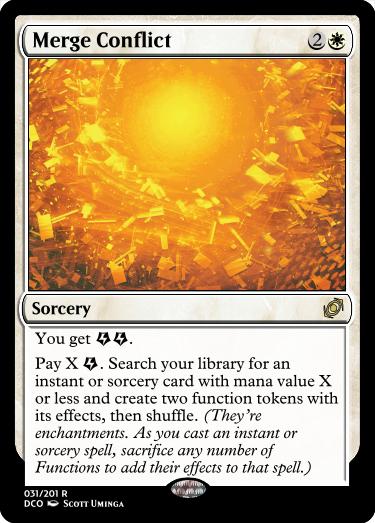 Merge Conflict 2
Sorcery
You get.
Pay X. Search your library for an
instant or sorcery card with mana value X
or less and create two function tokens with
its effects, then shuffle. (They're
enchantments. As you cast an instant or
sorcery spell, sacrifice any number of
Functions to add their effects to that spell.)
031/201 R
DCO SCOTT UMINGA